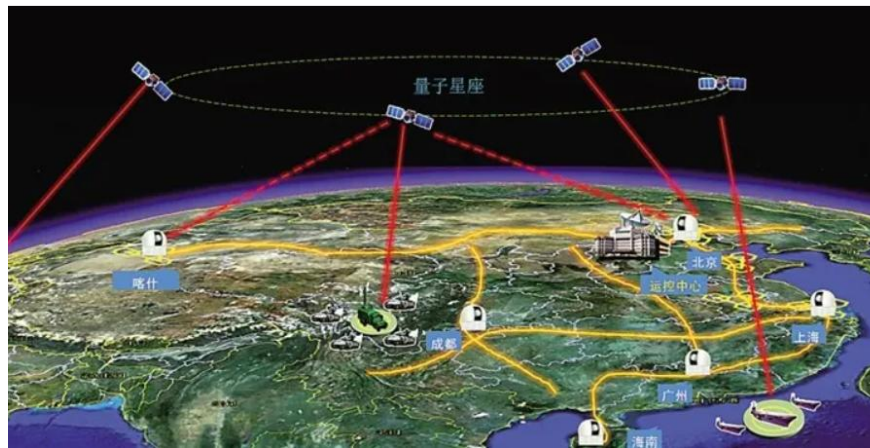 量子星座
喀什
北京
运控中心
成都
上海
广州
海南